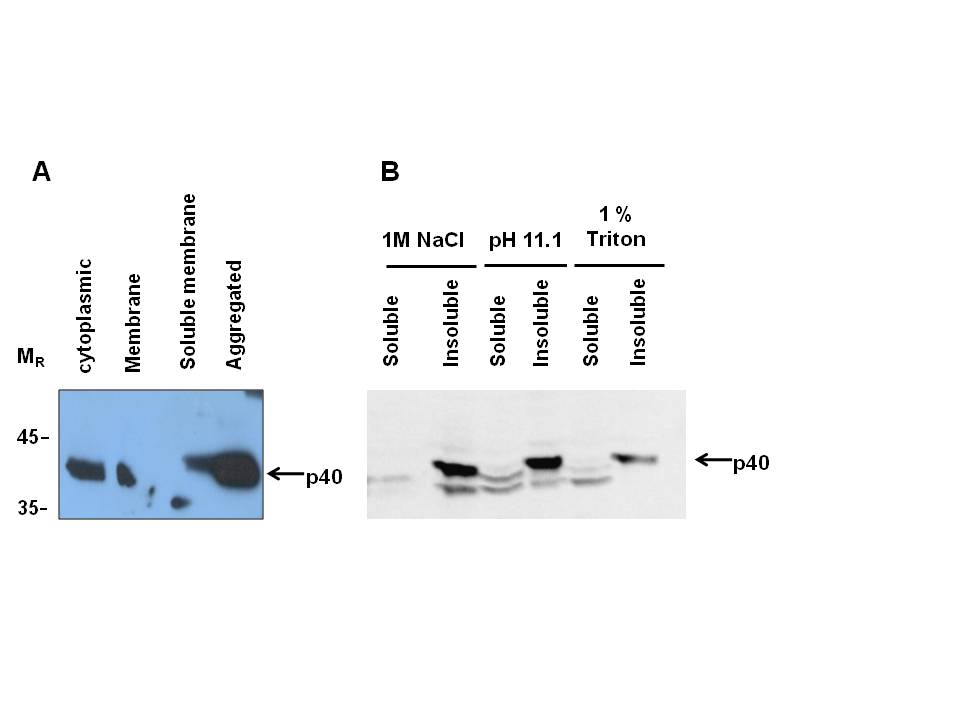 A
B
cytoplasmic
Membrane
Soluble membrane
Aggregated
1M NaCl
pH 11.1
1 %
Triton
Soluble
Insoluble
Soluble
Insoluble
Soluble
Insoluble
MR
45–
35–
p40
p40